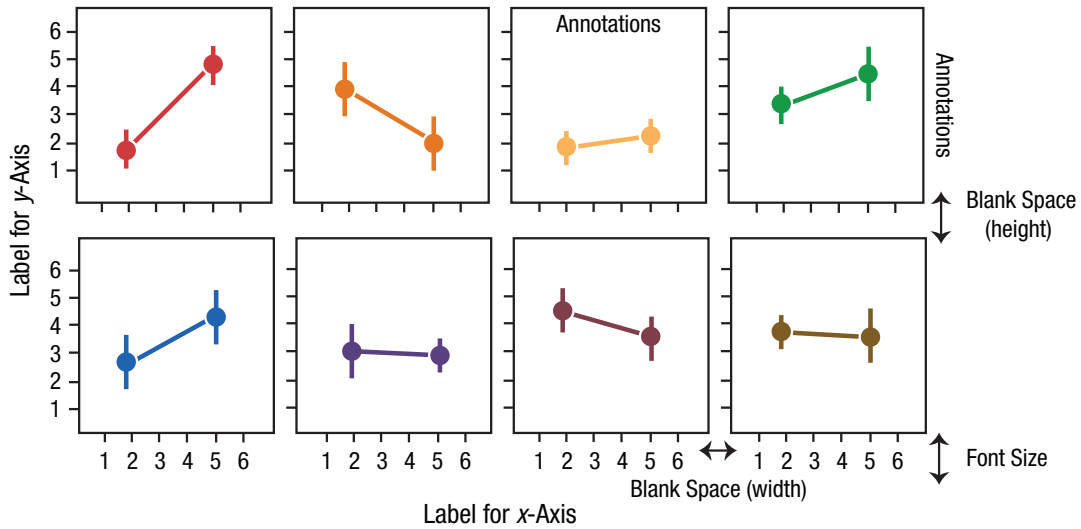 Label for y-Axis
6
5
4
3
2
1
Annotations
Annotations
Blank Space
(height)
6
5
4
3
2
1
1 2 3 4 5 6
1 2 3 4 5 6
1 2 3 4 5 6
1 2 3 4 5 6
Font Size
Blank Space (width)
Label for x-Axis